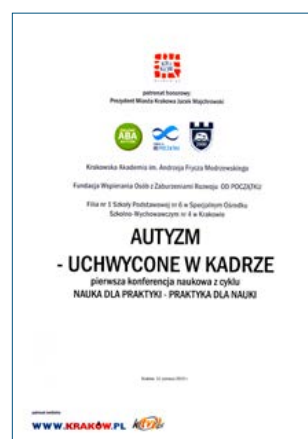 patronat honorowy
Prezydent Miasta Krakowa Jacek Majchrowski
ABA
Krakowska Akademia im. Andrzeja Frycza Modrzewskiego
Fundacja Wspierania Osób z Zaburzeniami Rozwoju OD POCZĄTKU
Filia nr 1 Szkoły Podstawowej nr 6 w Specjalnym Ośrodku
Szkolno-Wychowawczym nr 4 w Krakowie
AUTYZM
- UCHWYCONE W KADRZE
pierwsza konferencja naukowa z cyklu
NAUKA DLA PRAKTYKI - PRAKTYKA DLA NAUKI
WWW.KRAKÓW.PL